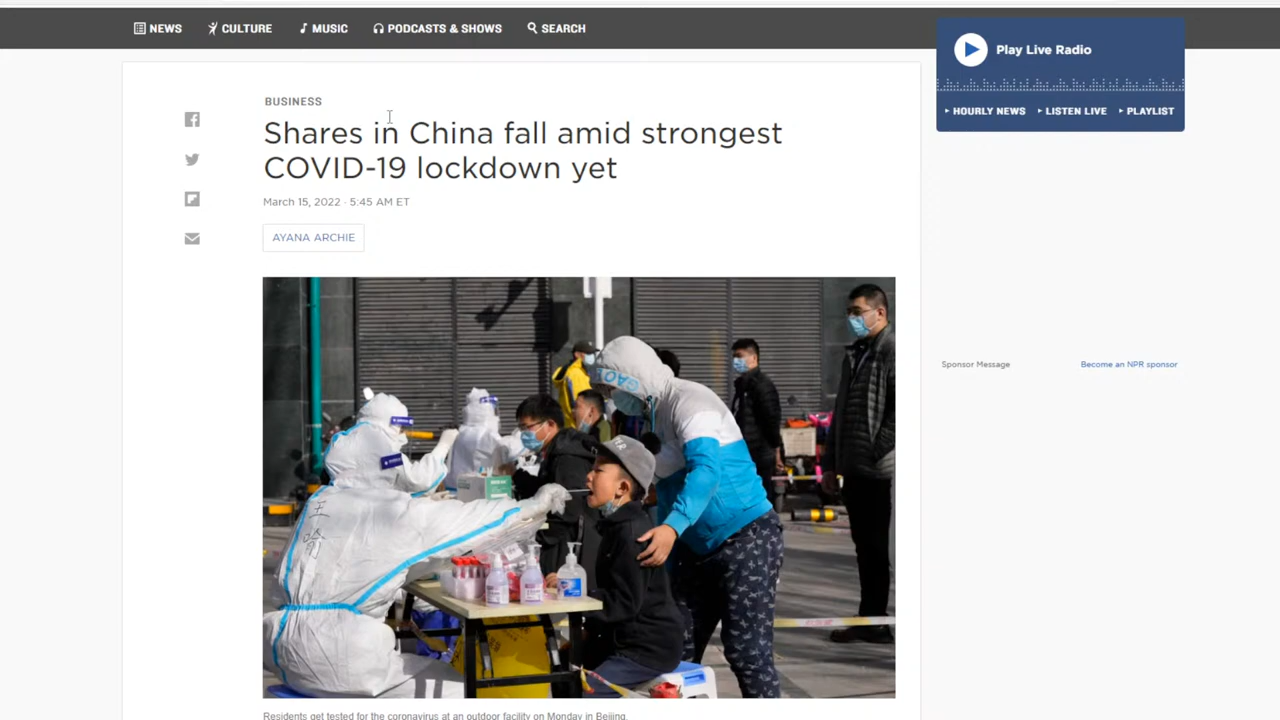 NEWS CULTURE MUSIC PODCASTS & SHOWS SEARCH
Play Live Radio
HOURLY NEWS LISTEN LIVE PLAYLIST
BUSINESS
Shares in China fall amid strongest
COVID-19 lockdown yet
March 15, 2022 · 5:45 AM ET
AYANA ARCHIE
Sponsor Message Become an NPR sponsor
Residents get tested for the coronavirus at an outdoor facility on Monday in Beijing.